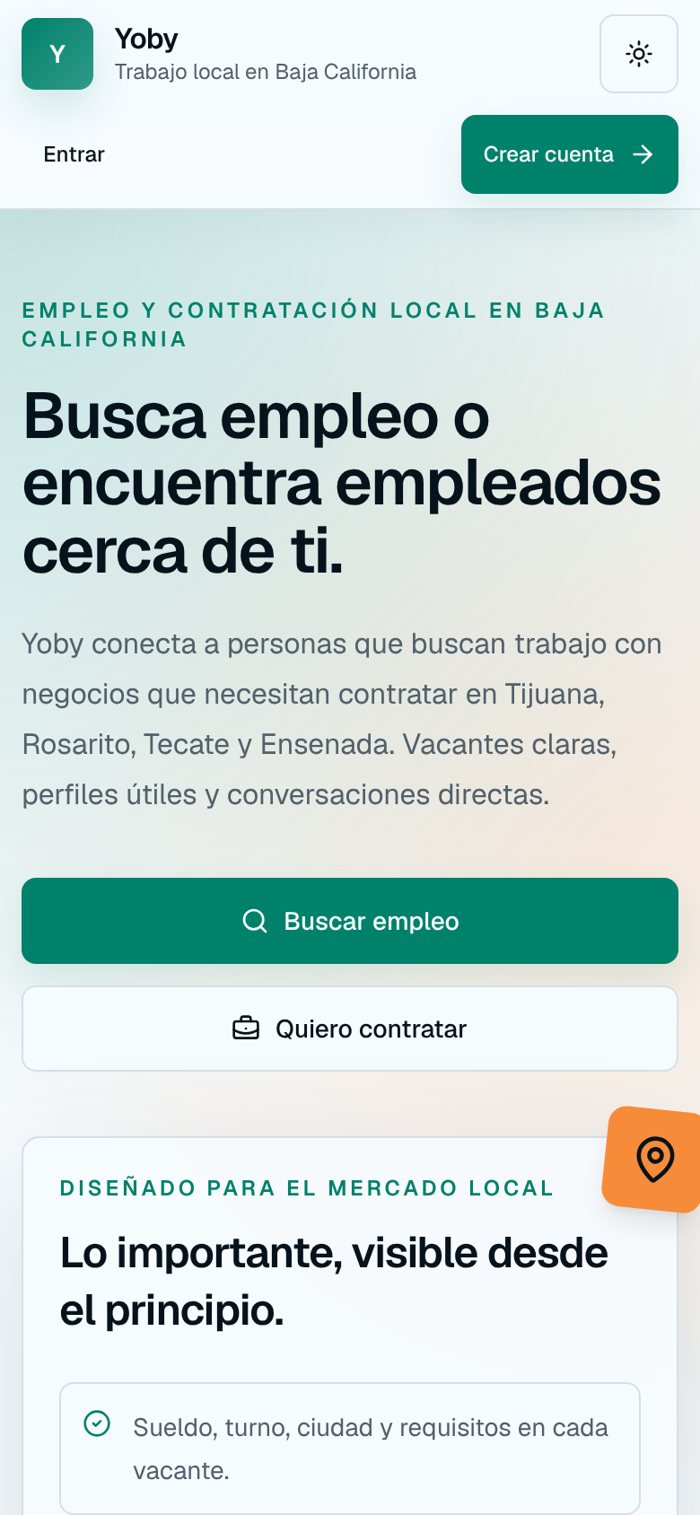 Y
Yoby
Trabajo local en Baja California
Entrar
Crear cuenta
EMPLEO Y CONTRATACIÓN LOCAL EN BAJA
CALIFORNIA
Busca empleo o
encuentra empleados
cerca de ti.
Yoby conecta a personas que buscan trabajo con
negocios que necesitan contratar en Tijuana,
Rosarito, Tecate y Ensenada. Vacantes claras,
perfiles útiles y conversaciones directas.
Buscar empleo
Quiero contratar
DISEÑADO PARA EL MERCADO LOCAL
Lo importante, visible desde
el principio.
Sueldo, turno, ciudad y requisitos en cada
vacante.